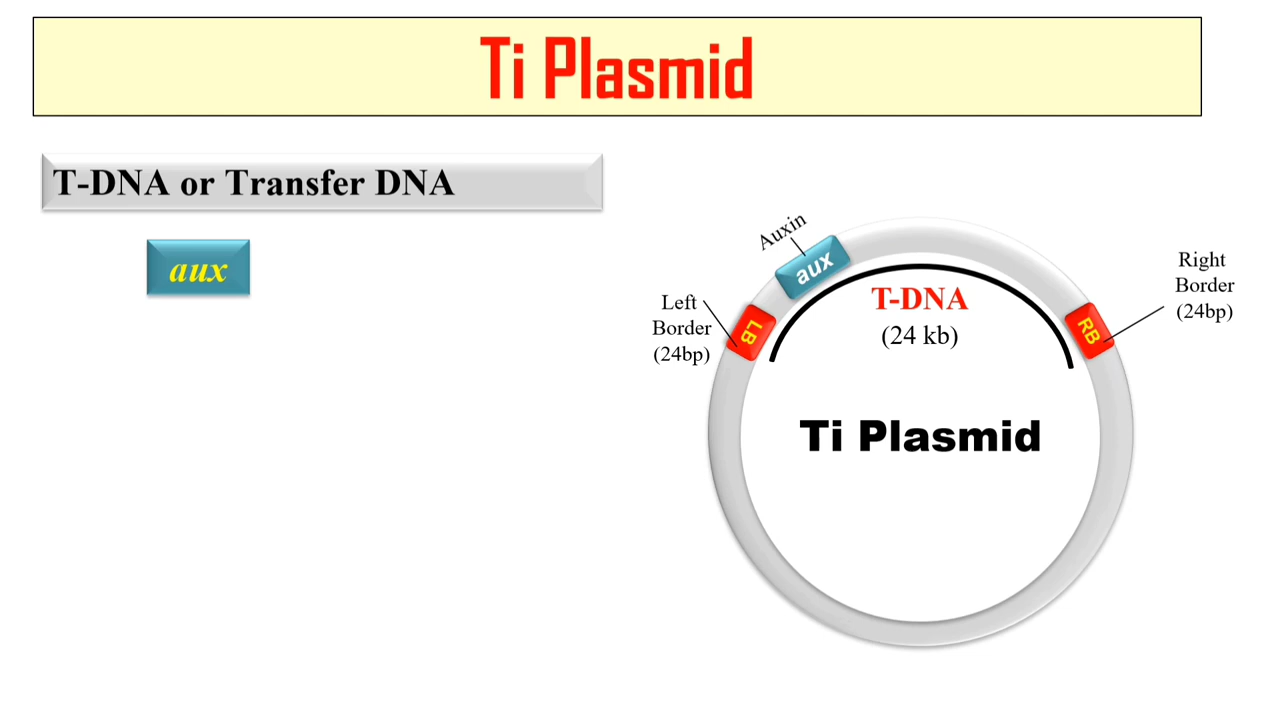 Ti Plasmid
T-DNA or Transfer DNA
aux
Auxin
aux
Left
Border
(24bp)
LB
T-DNA
(24 kb)
RB
Right
Border
(24bp)
Ti Plasmid